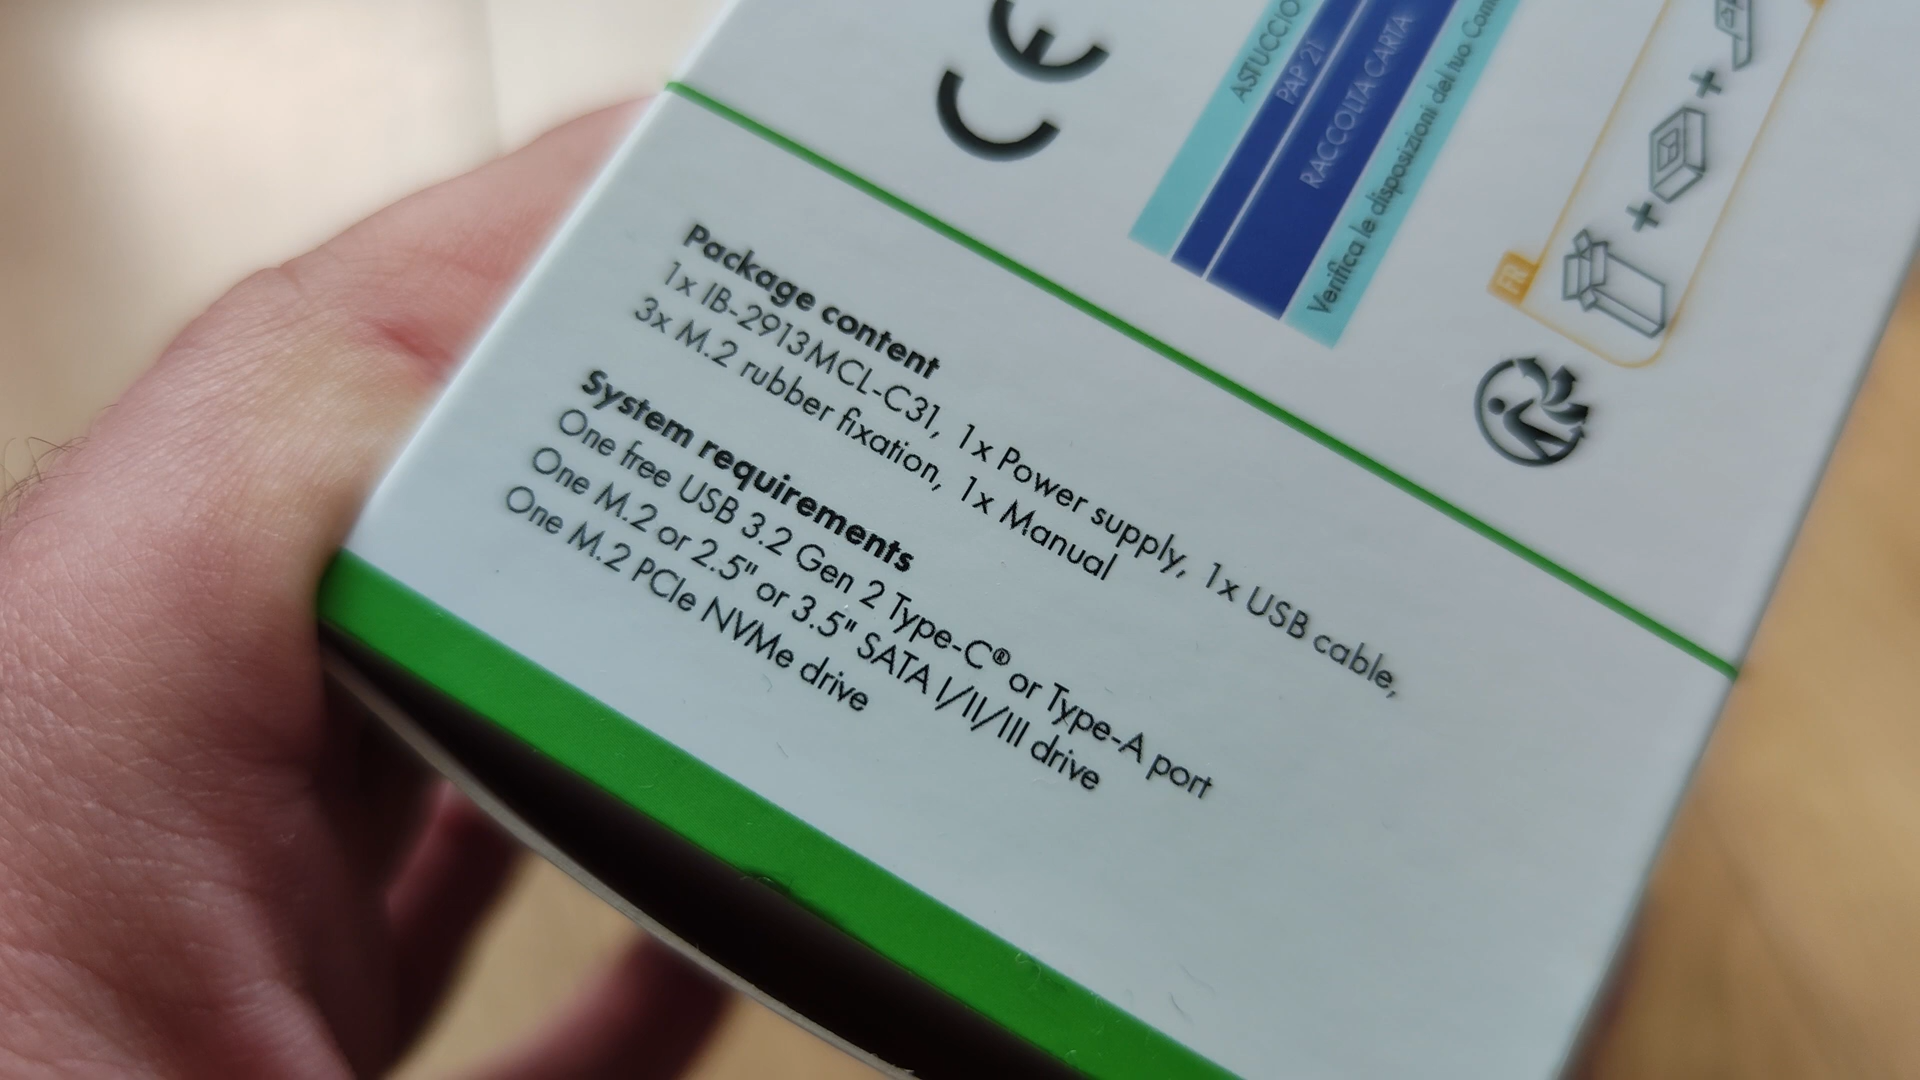 CE
ASTUCCIO
PAP 21
RACCOLTA CARTA
Verifica le disposizioni del tuo
FR
Package content
1x IB-2913MCL-C31, 1x Power supply, 1x USB cable,
3x M.2 rubber fixation, 1x Manual
System requirements
One free USB 3.2 Gen 2 Type-C® or Type-A port
One M.2 or 2.5" or 3.5" SATA I/II/III drive
One M.2 PCIe NVMe drive